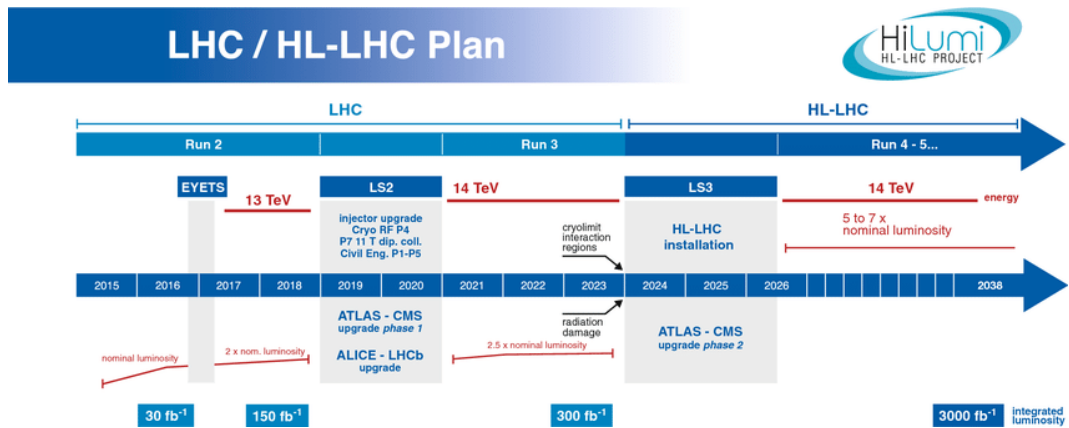 LHC / HL-LHC Plan
HiLumi
HL-LHC PROJECT
LHC
HL-LHC
Run 2
Run 3
Run 4 - 5...
EYETS
13 TeV
LS2
14 TeV
LS3
14 TeV
energy
injector upgrade
Cryo RF P4
P7 11 T dip. coll.
Civil Eng. P1-P5
cryolimit
interaction
regions
HL-LHC
installation
5 to 7 x
nominal luminosity
2015 2016 2017 2018 2019 2020 2021 2022 2023 2024 2025 2026 2038
ATLAS - CMS
upgrade phase 1
ALICE - LHCb
upgrade
radiation
damage
ATLAS - CMS
upgrade phase 2
nominal luminosity
2 x nom. luminosity
2.5 x nominal luminosity
30 fb⁻¹
150 fb⁻¹
300 fb⁻¹
3000 fb⁻¹
integrated
luminosity